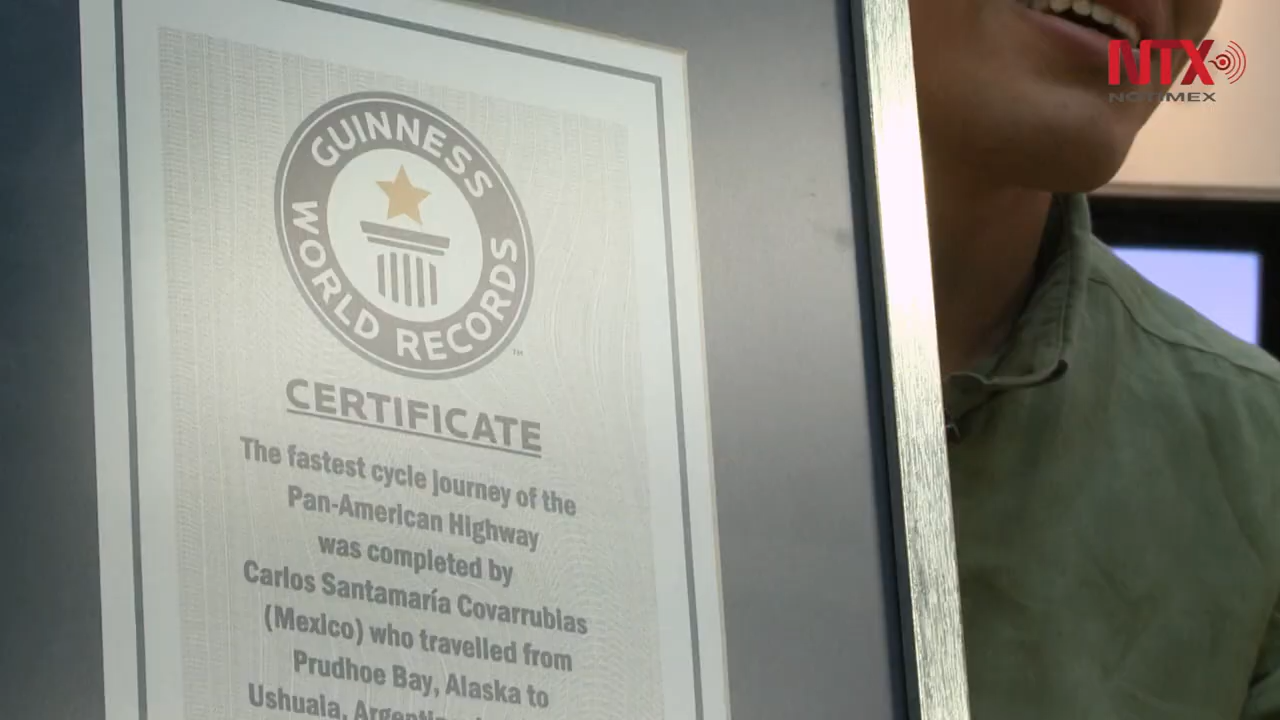 NTX
NOTIMEX
GUINNESS
WORLD RECORDS
TM
CERTIFICATE
The fastest cycle journey of the
Pan-American Highway
was completed by
Carlos Santamaría Covarrubias
(Mexico) who travelled from
Prudhoe Bay, Alaska to
Ushuaia,